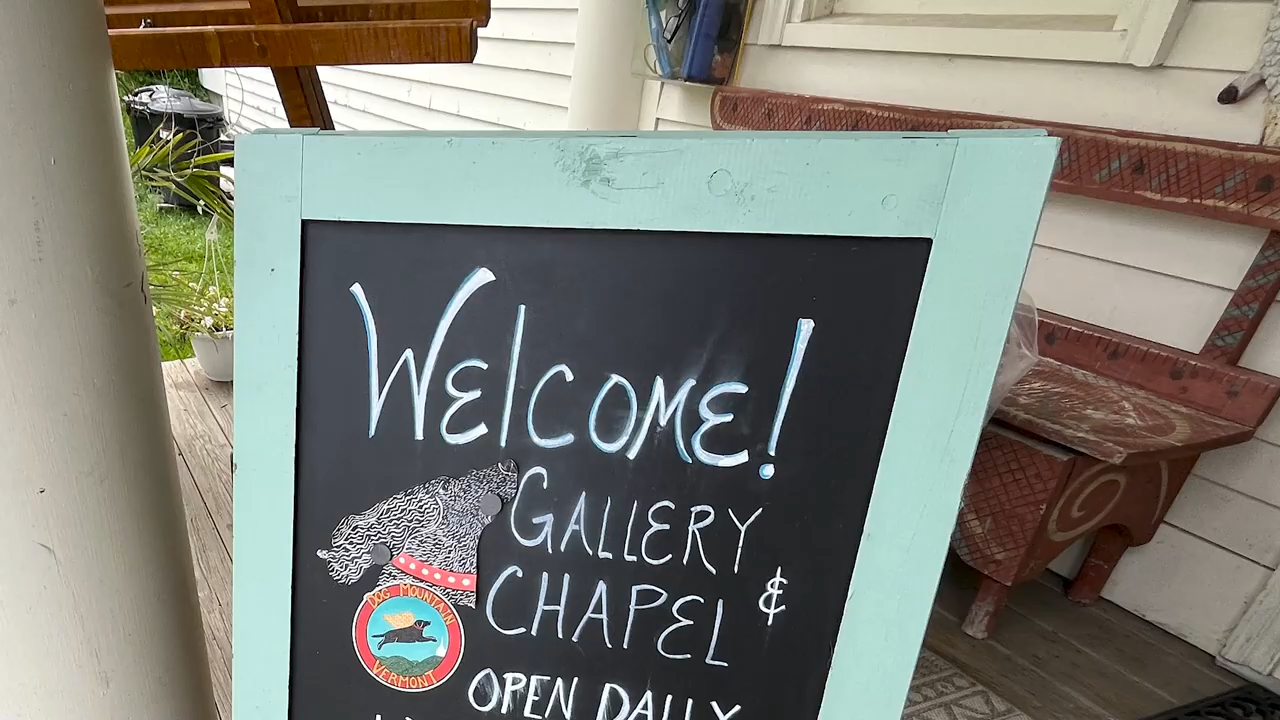 WELCOME!
GALLERY
&
CHAPEL
DOG MOUNTAIN
VERMONT
OPEN DAILY